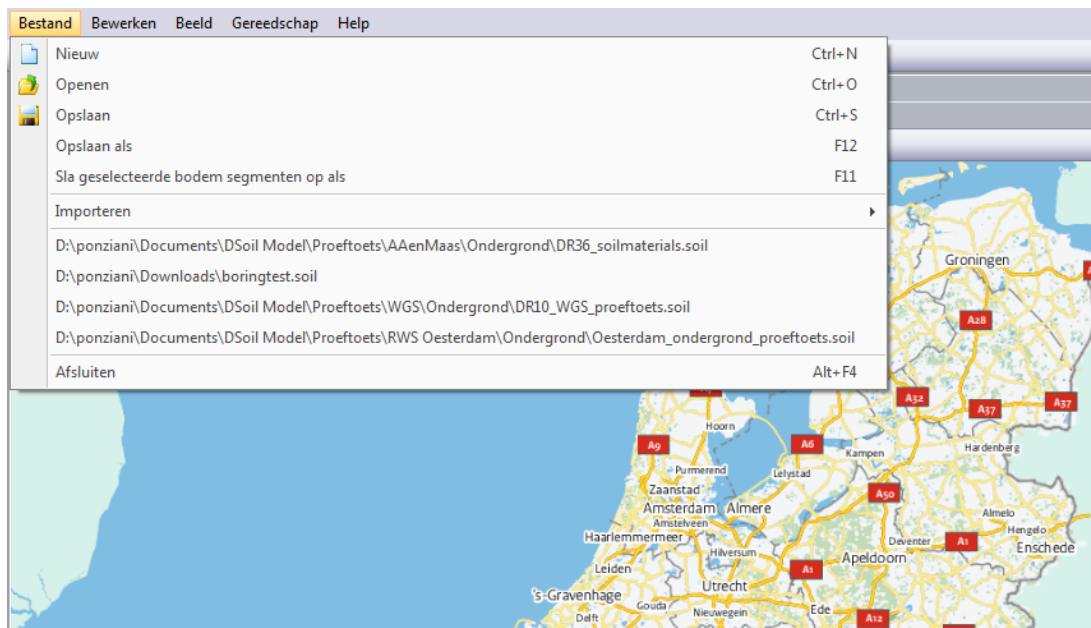 Bestand Bewerken Beeld Gereedschap Help
Nieuw Ctrl+N
Openen Ctrl+O
Opslaan Ctrl+S
Opslaan als F12
Sla geselecteerde bodem segmenten op als F11
Importeren
D:\ponziani\Documents\DSoil Model\Proeftoets\AAenMaas\Ondergrond\DR36_soilmaterials.soil
D:\ponziani\Downloads\boringtest.soil
D:\ponziani\Documents\DSoil Model\Proeftoets\WGS\Ondergrond\DR10_WGS_proeftoets.soil
D:\ponziani\Documents\DSoil Model\Proeftoets\RWS Oesterdam\Ondergrond\Oesterdam_ondergrond_proeftoets.soil
Afsluiten Alt+F4
Groningen
A28
A32
A37 A37
Hoorn
A9 A6
Kampen Hardenberg
Purmerend Lelystad
Zaanstad A50
Amsterdam Almere Almelo
Amstelveen Hengelo
Haarlemmermeer Deventer A1 Enschede
Hilversum Apeldoorn
Leiden A1
Utrecht
's-Gravenhage
Gouda Nieuwegein Ede
Delft A12